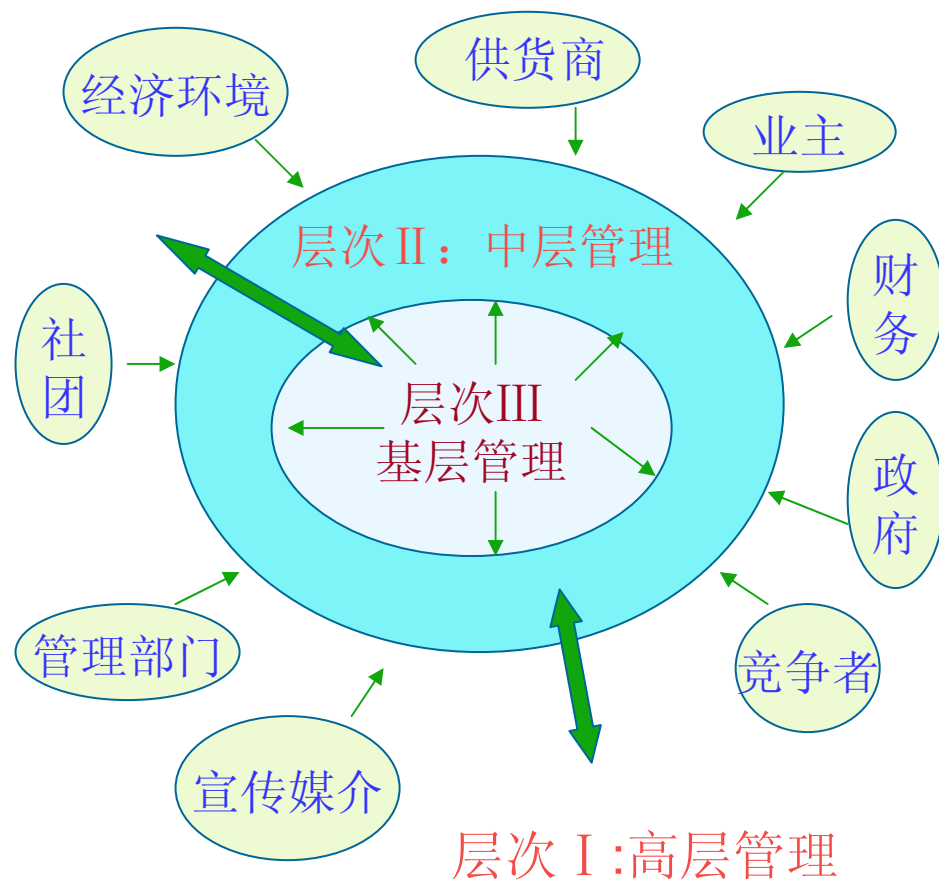 供货商
经济环境
业主
层次Ⅱ：中层管理
财
务
社
团
层次Ⅲ
基层管理
政
府
管理部门
竞争者
宣传媒介
层次Ⅰ:高层管理